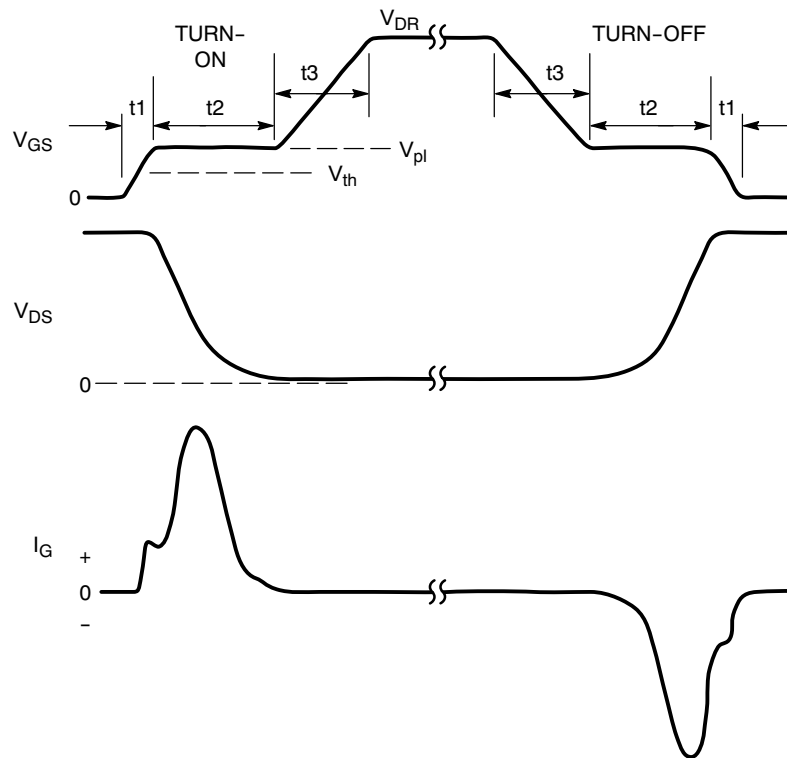 V_DR
TURN–
ON
TURN–OFF
t3
t3
t1
t2
t2
t1
V_GS
V_pl
V_th
0
V_DS
0
I_G
+
0
–